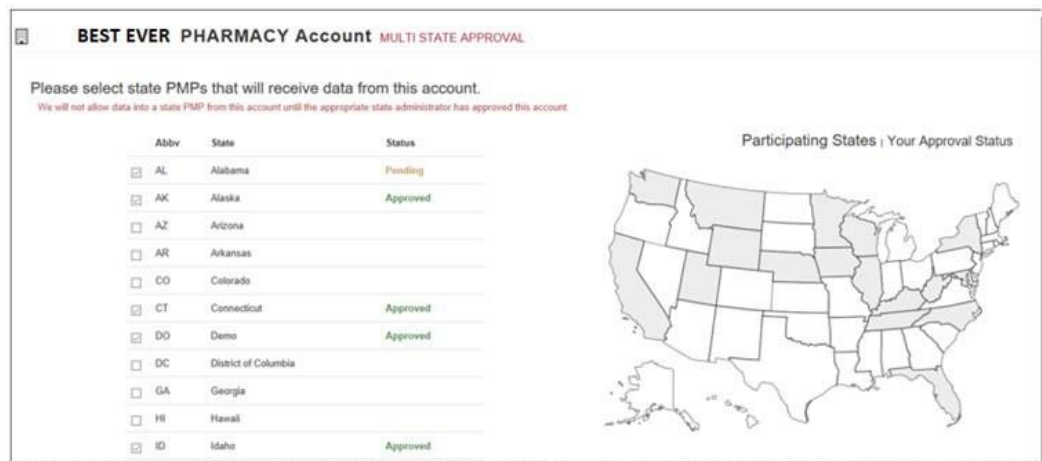 BEST EVER PHARMACY Account MULTI STATE APPROVAL
Please select state PMPs that will receive data from this account.
We will not allow data into a state PMP from this account until the appropriate state administrator has approved this account.
Participating States | Your Approval Status
Abbv State Status
AL Alabama Pending
AK Alaska Approved
AZ Arizona
AR Arkansas
CO Colorado
CT Connecticut Approved
DO Demo Approved
DC District of Columbia
GA Georgia
HI Hawaii
ID Idaho Approved